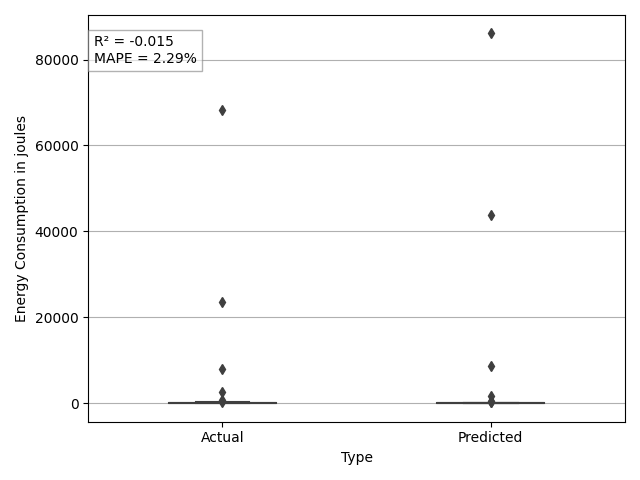 R² = -0.015
MAPE = 2.29%
80000
60000
40000
20000
0
Energy Consumption in joules
Actual
Predicted
Type